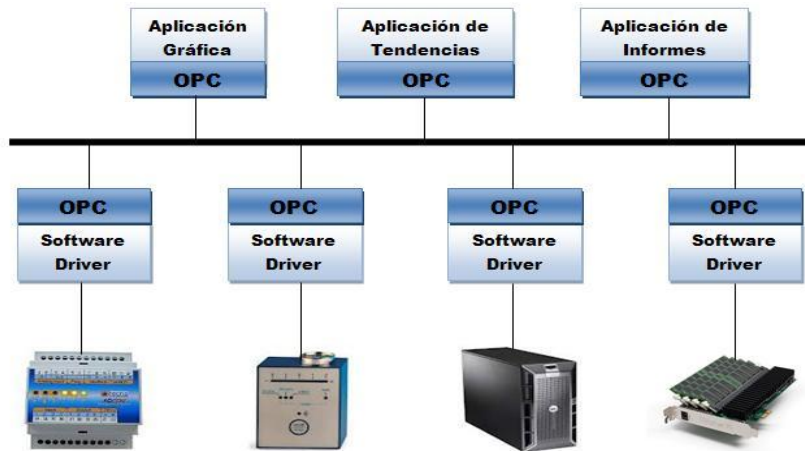 Aplicación
Gráfica
OPC
Aplicación de
Tendencias
OPC
Aplicación de
Informes
OPC
OPC
Software
Driver
OPC
Software
Driver
OPC
Software
Driver
OPC
Software
Driver